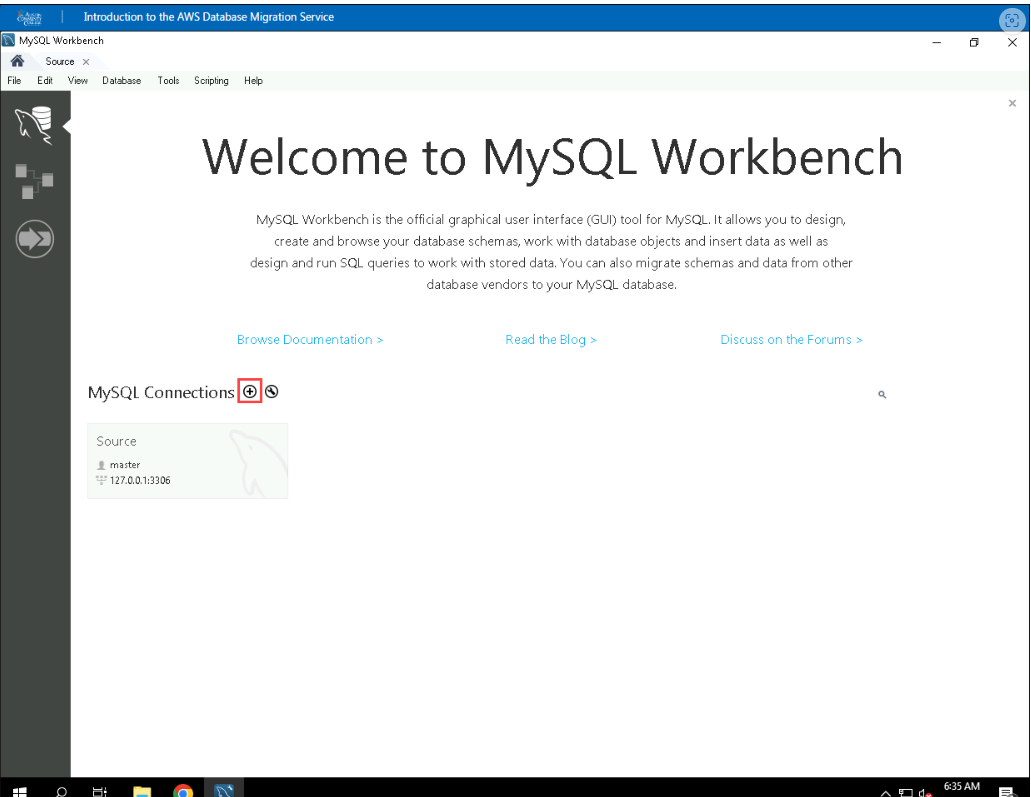 Introduction to the AWS Database Migration Service
MySQL Workbench
Source
File Edit View Database Tools Scripting Help
Welcome to MySQL Workbench
MySQL Workbench is the official graphical user interface (GUI) tool for MySQL. It allows you to design,
create and browse your database schemas, work with database objects and insert data as well as
design and run SQL queries to work with stored data. You can also migrate schemas and data from other
database vendors to your MySQL database.
Browse Documentation > Read the Blog > Discuss on the Forums >
MySQL Connections
Source
master
127.0.0.1:3306
6:35 AM